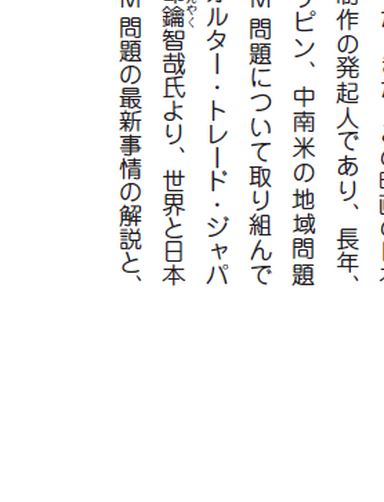 制作の発起人であり、長年、
リピン、中南米の地域問題
M問題について取り組んで
オルター・トレード・ジャパ
印鑰智哉氏より、世界と日本
M問題の最新事情の解説と、